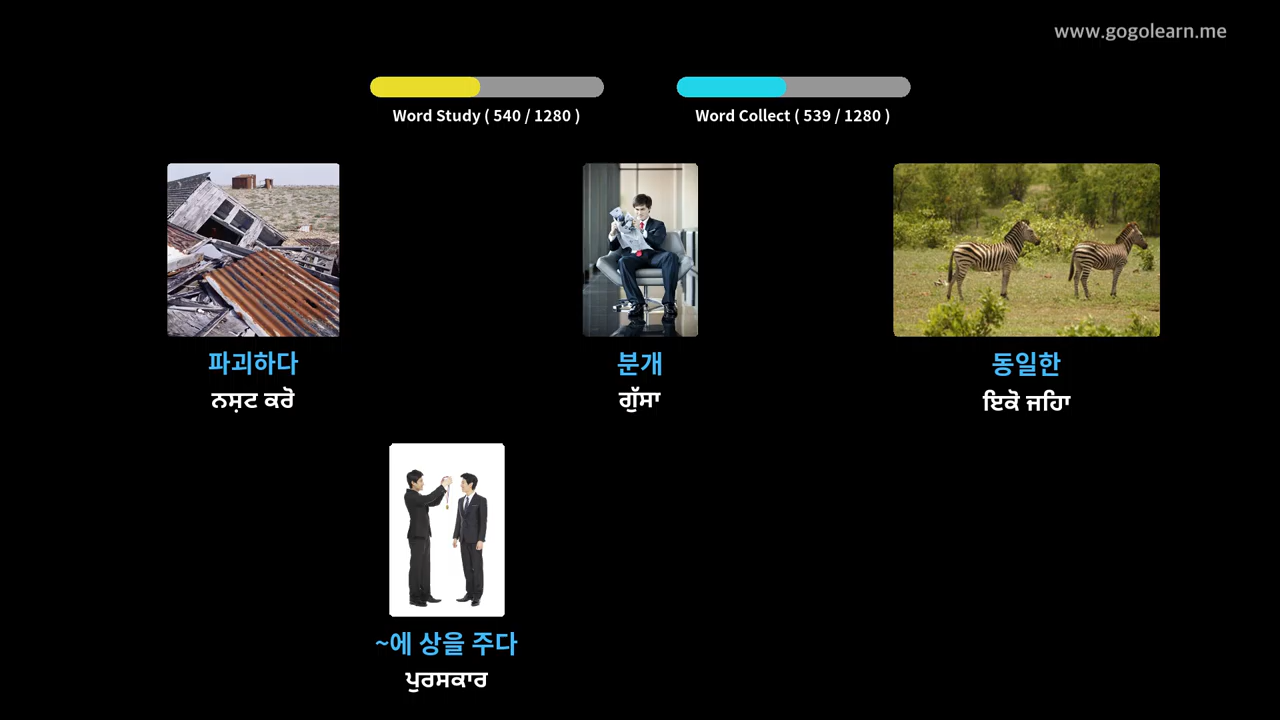 www.gogolearn.me
Word Study ( 540 / 1280 )
Word Collect ( 539 / 1280 )
파괴하다
ਨਸ਼ਟ ਕਰੋ
분개
ਗੁੱਸਾ
동일한
ਇਕੋ ਜਹਿਾ
~에 상을 주다
ਪੁਰਸਕਾਰ